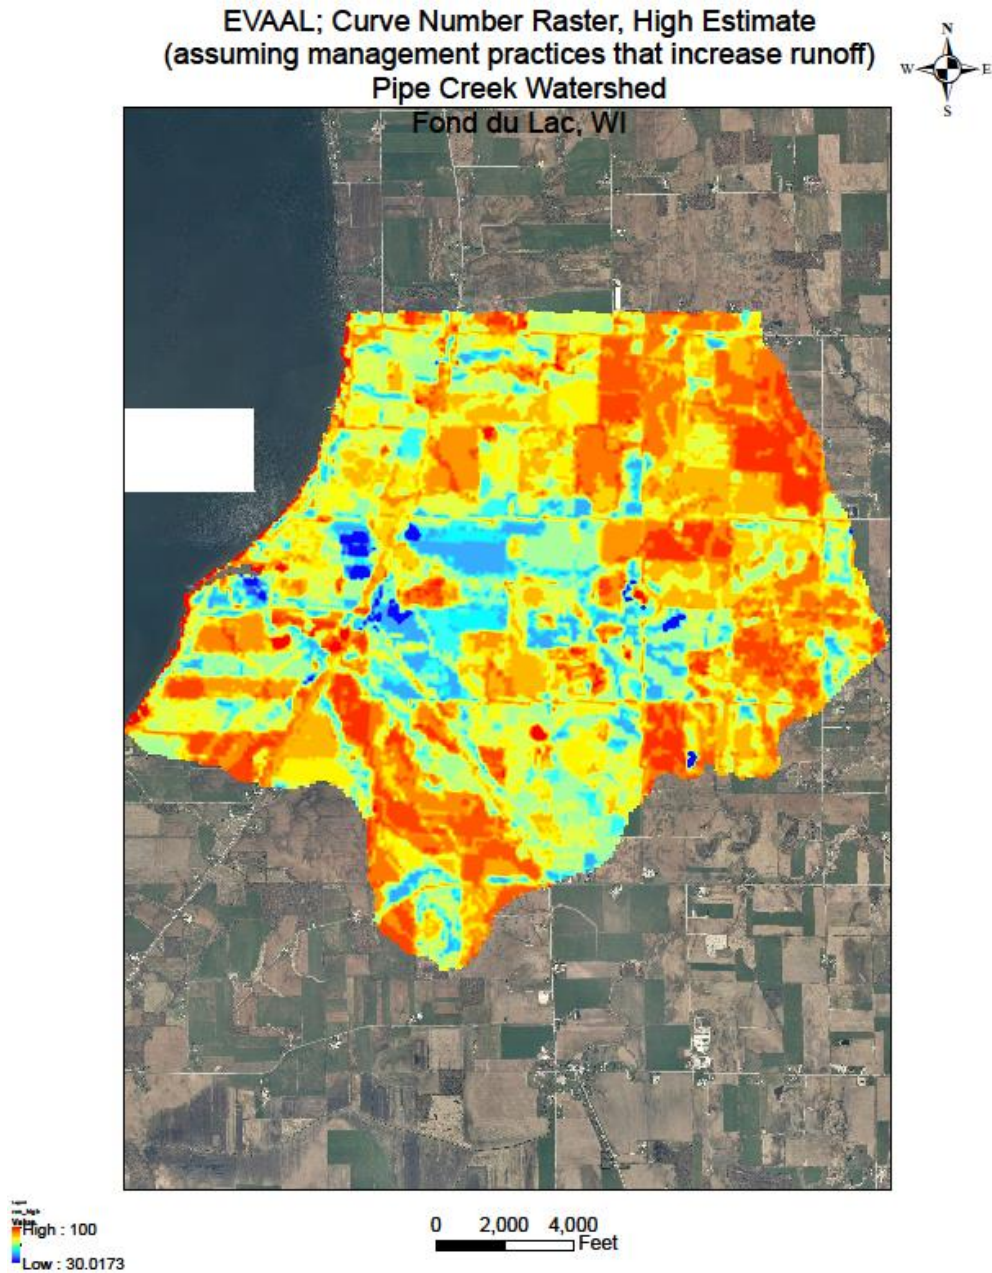 EVAAL; Curve Number Raster, High Estimate
(assuming management practices that increase runoff)
Pipe Creek Watershed
Fond du Lac, WI
N
W E
S
Value
High : 100
Low : 30.0173
0 2,000 4,000
Feet